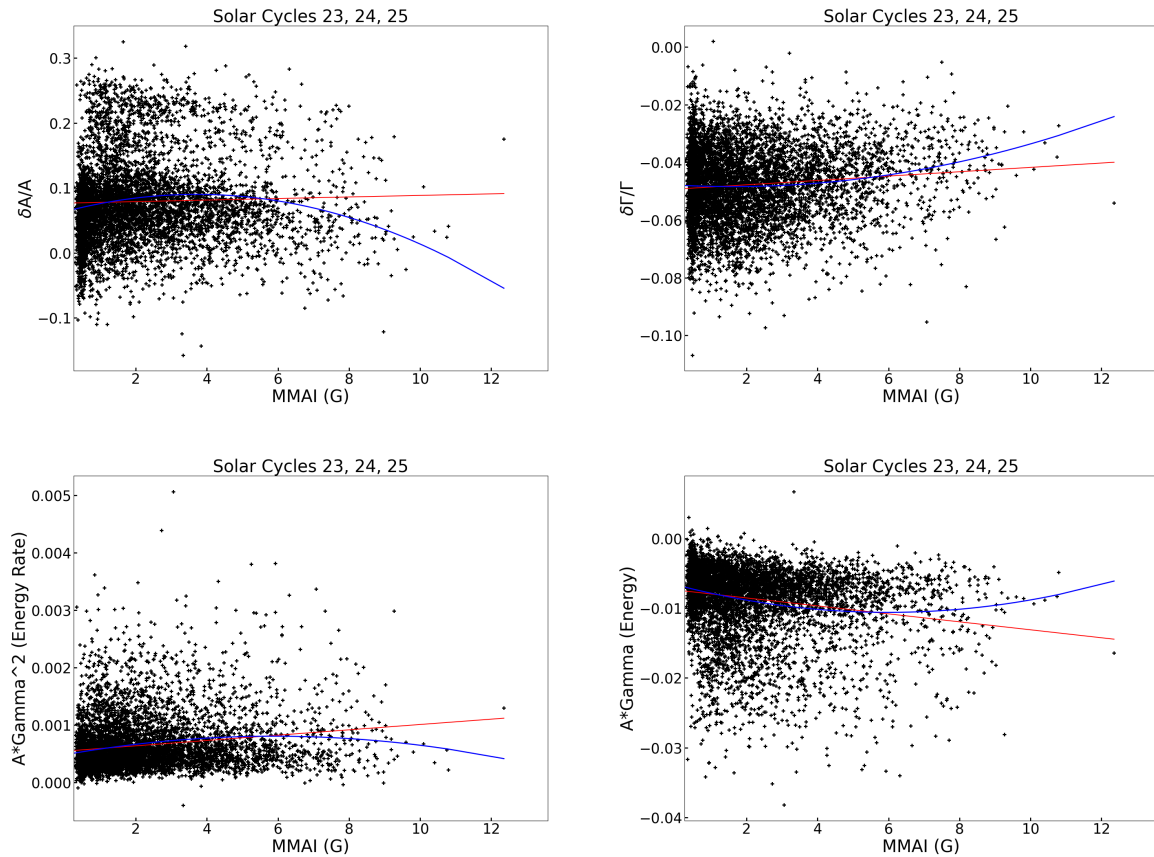 Solar Cycles 23, 24, 25
δA/A
0.3
0.2
0.1
0.0
−0.1
2 4 6 8 10 12
MMAI (G)
Solar Cycles 23, 24, 25
δΓ/Γ
0.00
−0.02
−0.04
−0.06
−0.08
−0.10
2 4 6 8 10 12
MMAI (G)
Solar Cycles 23, 24, 25
A*Gamma^2 (Energy Rate)
0.005
0.004
0.003
0.002
0.001
0.000
2 4 6 8 10 12
MMAI (G)
Solar Cycles 23, 24, 25
A*Gamma (Energy)
0.00
−0.01
−0.02
−0.03
−0.04
2 4 6 8 10 12
MMAI (G)